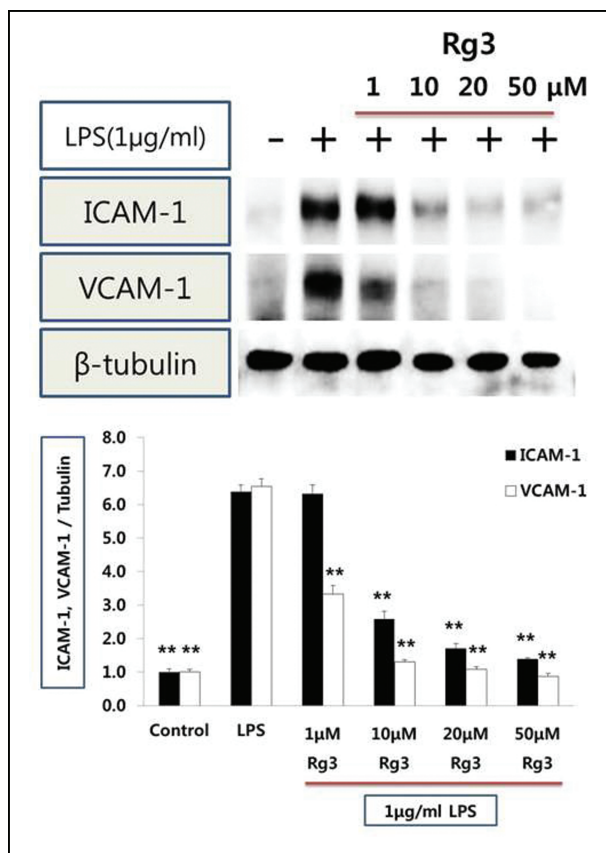 Rg3
1 10 20 50 µM
LPS(1µg/ml) - + + + + +
ICAM-1
VCAM-1
β-tubulin
ICAM-1, VCAM-1 / Tubulin
8.0
7.0
6.0
5.0
4.0
3.0
2.0
1.0
0.0
ICAM-1
VCAM-1
** **
**
** **
** **
** **
Control LPS 1µM 10µM 20µM 50µM
Rg3 Rg3 Rg3 Rg3
1µg/ml LPS